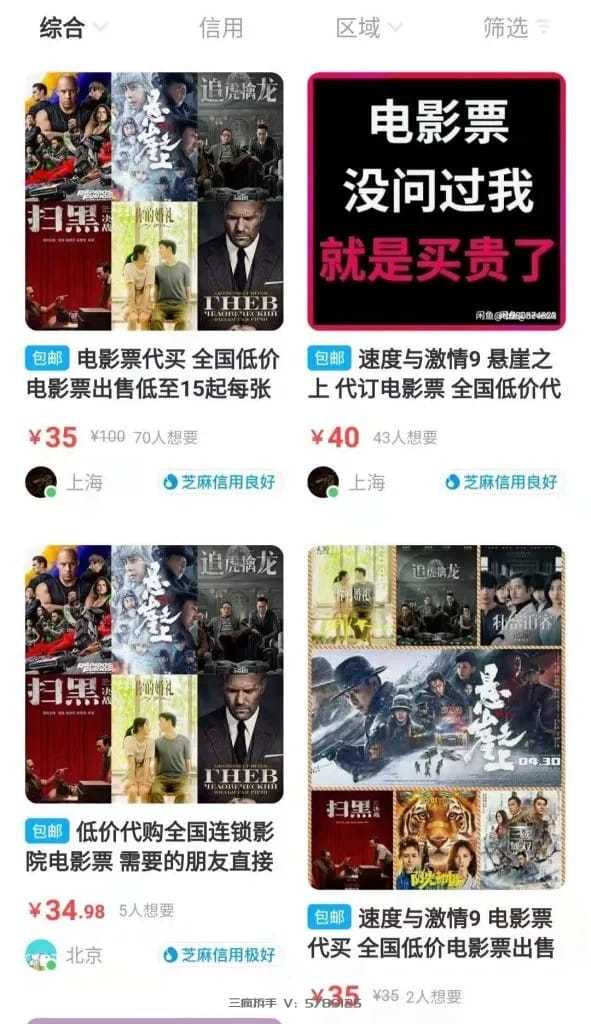 综合
信用
区域
筛选
追虎擒龙
悬崖之上
扫黑
决战
你的婚礼
ГНЕВ
ЧЕЛОВЕЧЕСКИЙ
电影票
没问过我
就是买贵了
包邮 电影票代买 全国低价
电影票出售低至15起每张
¥35 ¥100 70人想要
上海
芝麻信用良好
包邮 速度与激情9 悬崖之
上 代订电影票 全国低价代
¥40 43人想要
上海
芝麻信用良好
追虎擒龙
悬崖之上
扫黑
决战
你的婚礼
ГНЕВ
ЧЕЛОВЕЧЕСКИЙ
包邮 低价代购全国连锁影
院电影票 需要的朋友直接
¥34.98 5人想要
北京
芝麻信用极好
你的婚礼
追虎擒龙
悬崖之上
04.30
扫黑
决战
包邮 速度与激情9 电影票
代买 全国低价电影票出售
¥35 ¥35 2人想要